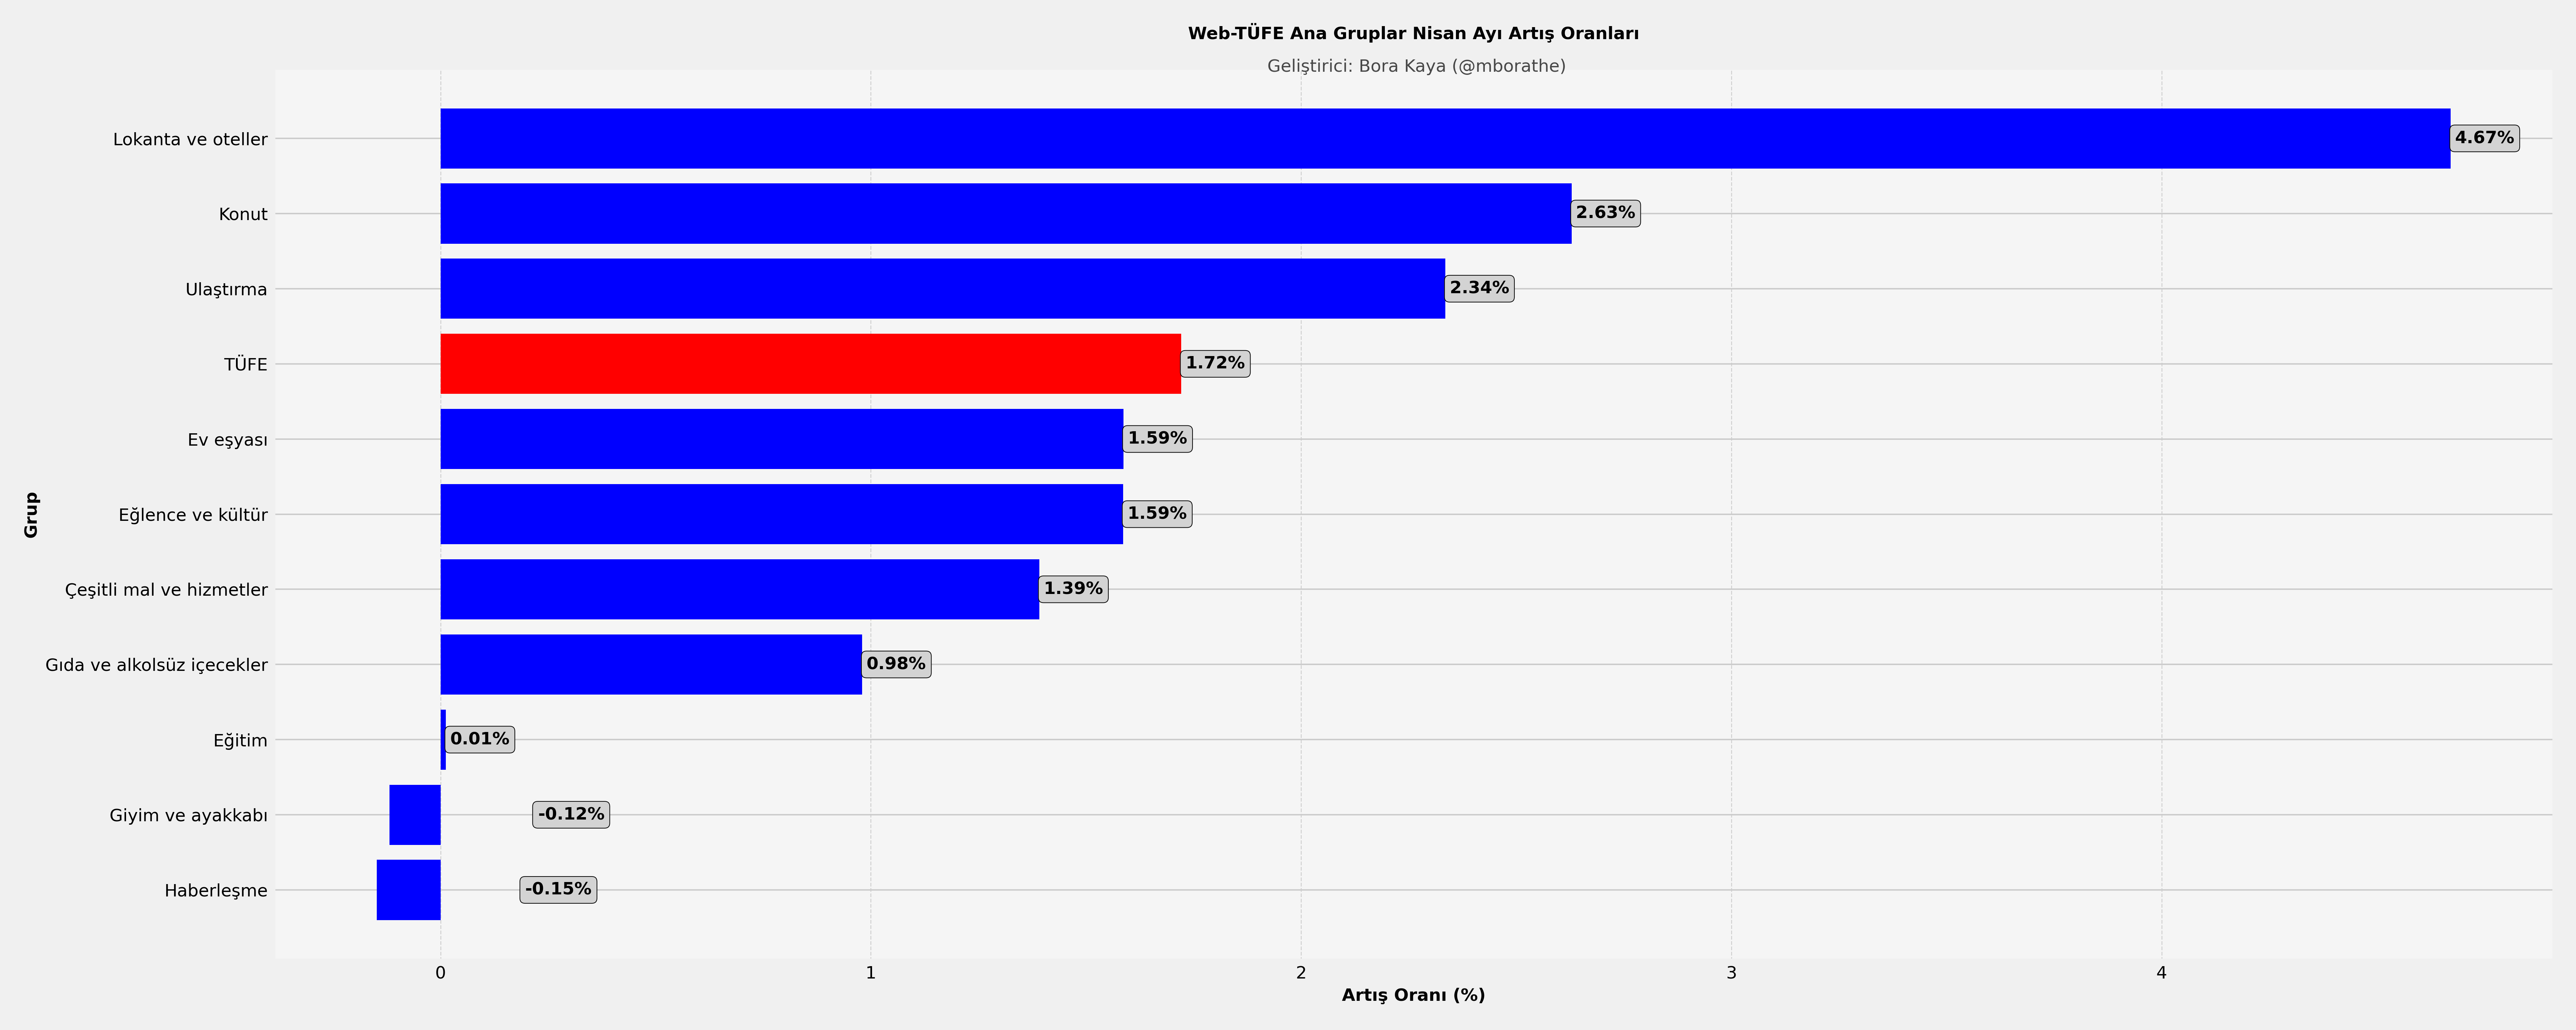 Web-TÜFE Ana Gruplar Nisan Ayı Artış Oranları
Geliştirici: Bora Kaya (@mborathe)
Lokanta ve oteller 4.67%
Konut 2.63%
Ulaştırma 2.34%
TÜFE 1.72%
Ev eşyası 1.59%
Eğlence ve kültür 1.59%
Çeşitli mal ve hizmetler 1.39%
Gıda ve alkolsüz içecekler 0.98%
Eğitim 0.01%
Giyim ve ayakkabı -0.12%
Haberleşme -0.15%
Grup
0 1 2 3 4
Artış Oranı (%)